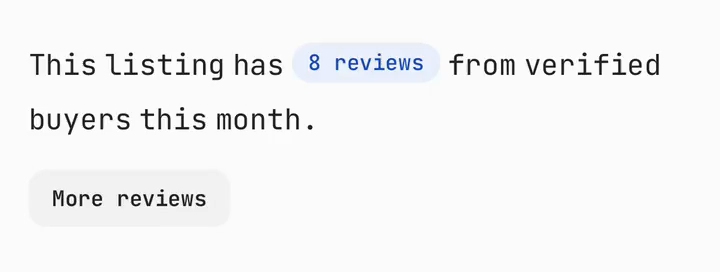 This listing has 8 reviews from verified
buyers this month.
More reviews